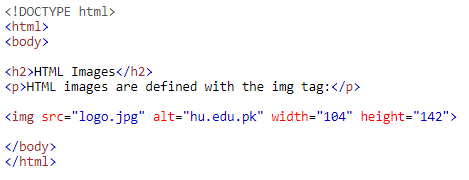 <!DOCTYPE html>
<html>
<body>
<h2>HTML Images</h2>
<p>HTML images are defined with the img tag:</p>
<img src="logo.jpg" alt="hu.edu.pk" width="104" height="142">
</body>
</html>